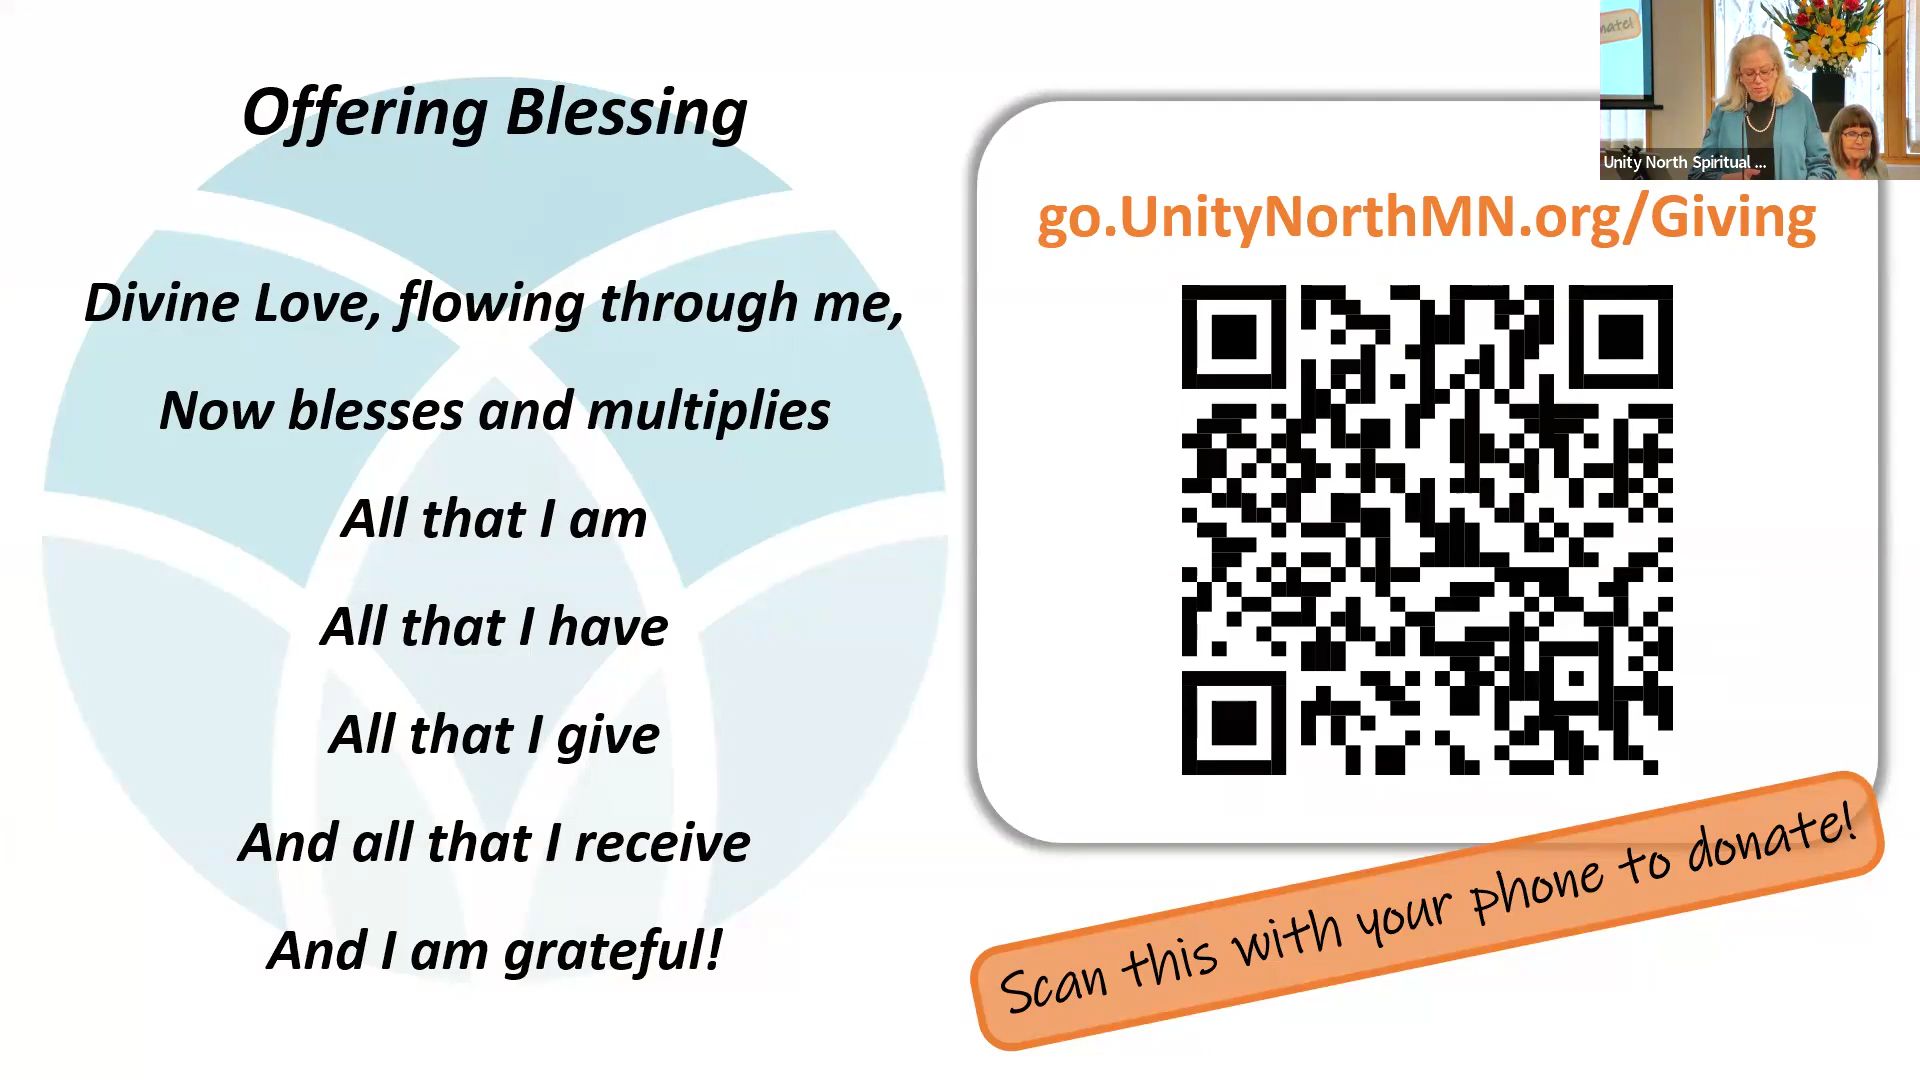 Offering Blessing
Divine Love, flowing through me,
Now blesses and multiplies
All that I am
All that I have
All that I give
And all that I receive
And I am grateful!
go.UnityNorthMN.org/Giving
Scan this with your phone to donate!
nate!
Unity North Spiritual ...